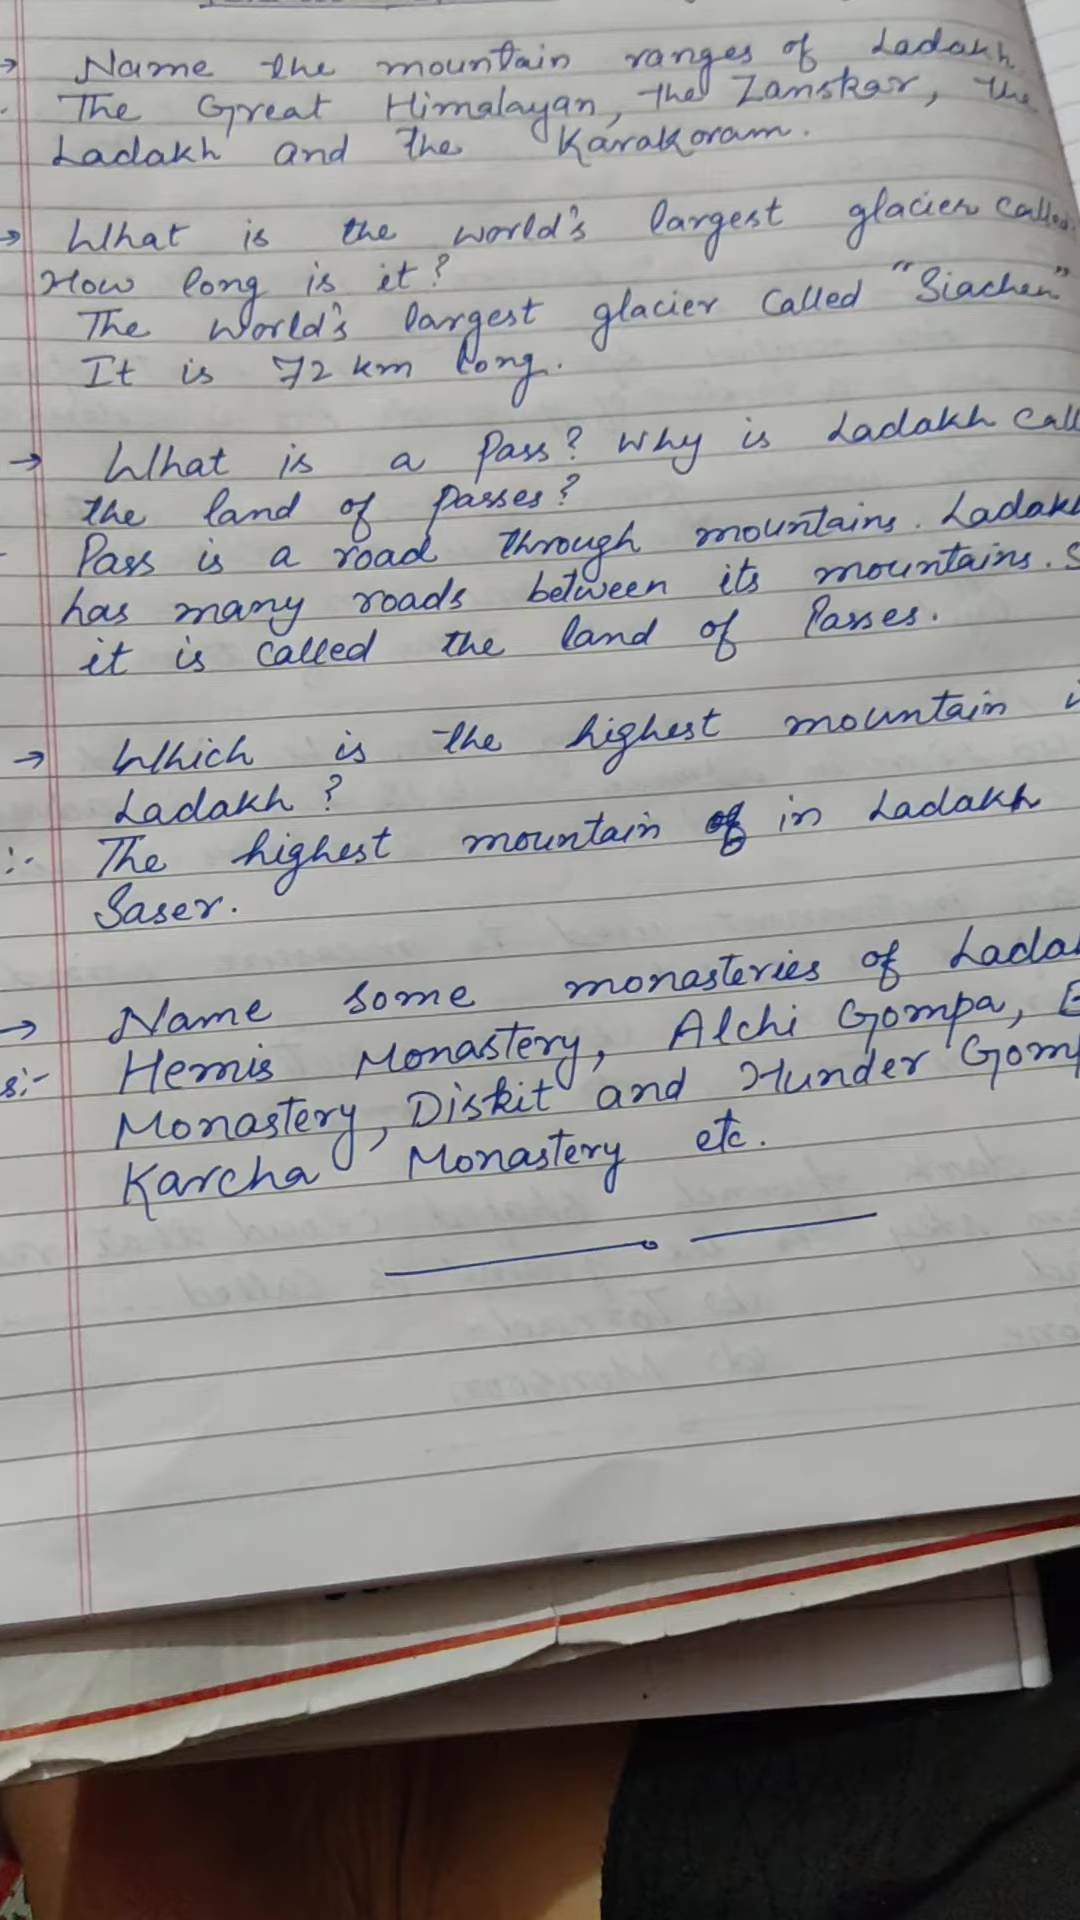 → Name the mountain ranges of Ladakh
The Great Himalayan, the Zanskar, the
Ladakh and the Karakoram.
→ What is the world's largest glacier called.
How long is it?
The world's largest glacier called "Siachen"
It is 72 km long.
→ What is a pass? Why is Ladakh call
the land of passes?
Pass is a road through mountains. Ladakh
has many roads between its mountains. S
it is called the land of Passes.
→ Which is the highest mountain i
Ladakh ?
:- The highest mountain in Ladakh
Saser.
→ Name some monasteries of Ladak
s:- Hemis Monastery, Alchi Gompa,
Monastery, Diskit and Hunder Gomp
Karcha Monastery etc.